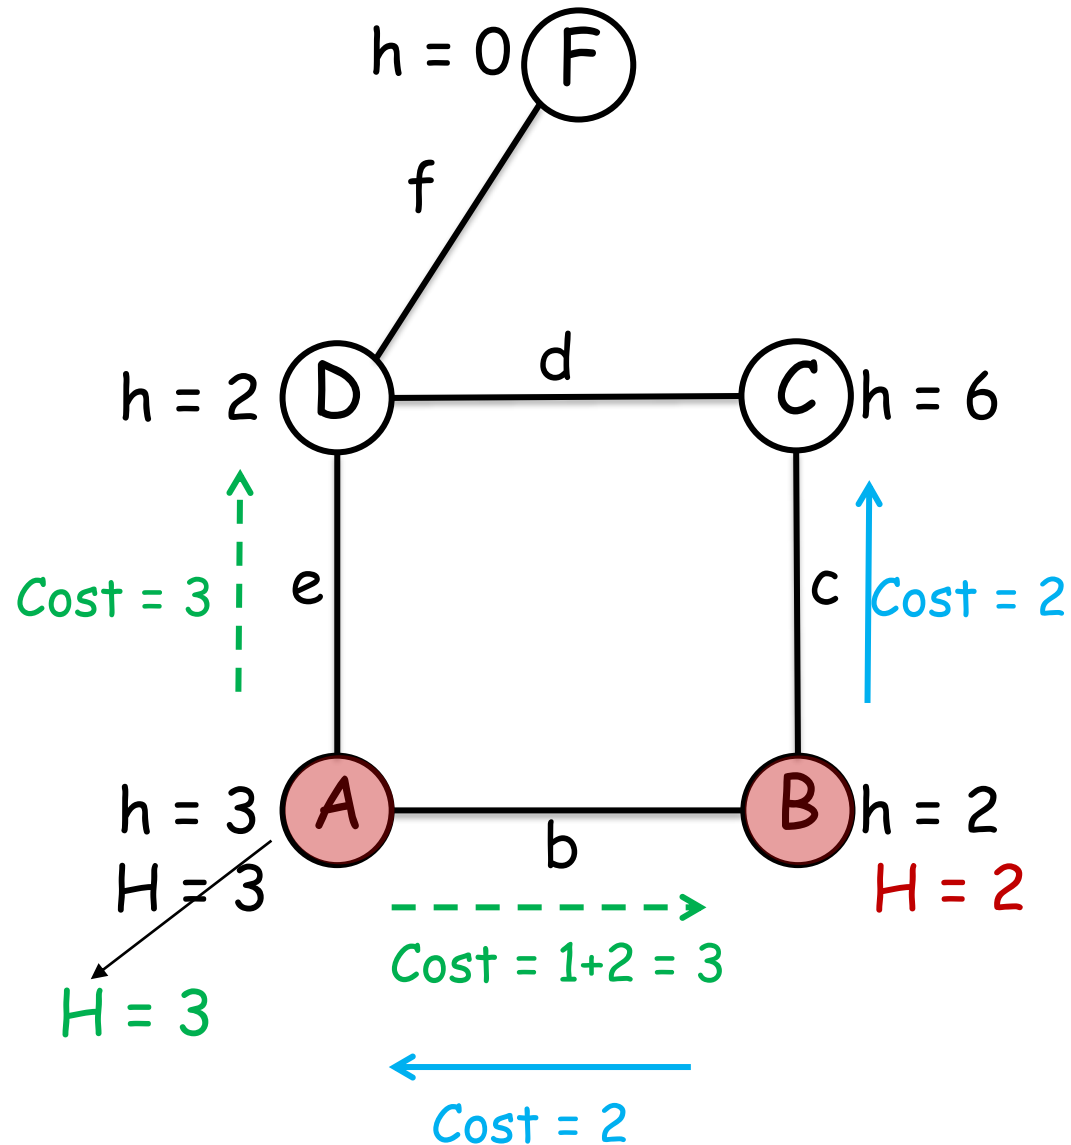 h = 0
F
f
d
h = 2
D
C
h = 6
Cost = 3
e
c
Cost = 2
h = 3
A
B
h = 2
b
H = 3
H = 2
Cost = 1+2 = 3
H = 3
Cost = 2